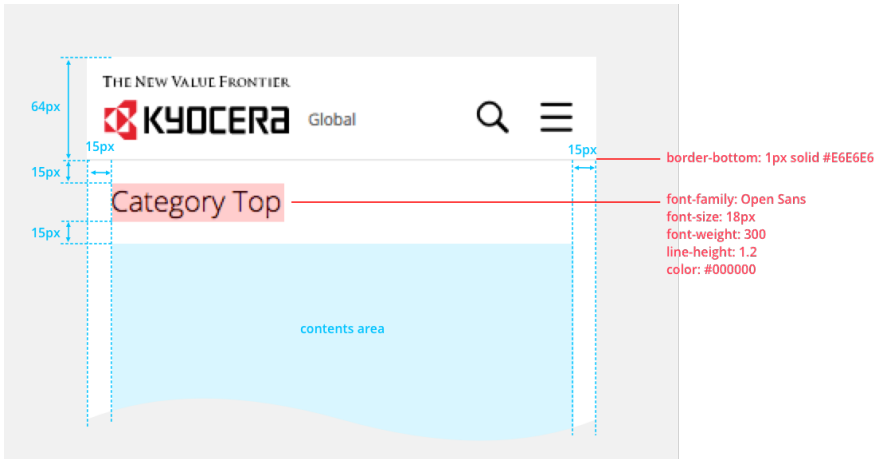 THE NEW VALUE FRONTIER
64px
KYOCERA Global
15px
15px
border-bottom: 1px solid #E6E6E6
15px
Category Top
font-family: Open Sans
font-size: 18px
font-weight: 300
line-height: 1.2
color: #000000
15px
contents area